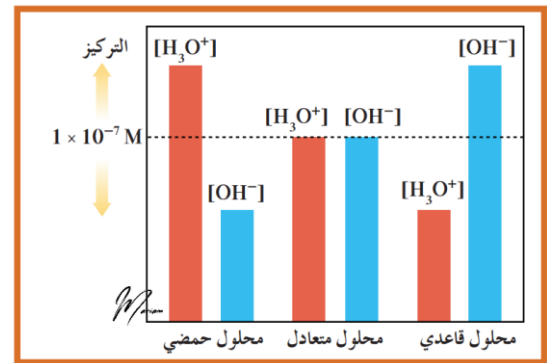 التركيز
[H₃O⁺]
[OH⁻]
[H₃O⁺]
[OH⁻]
1 × 10⁻⁷ M
[OH⁻]
[H₃O⁺]
محلول حمضي
محلول متعادل
محلول قاعدي